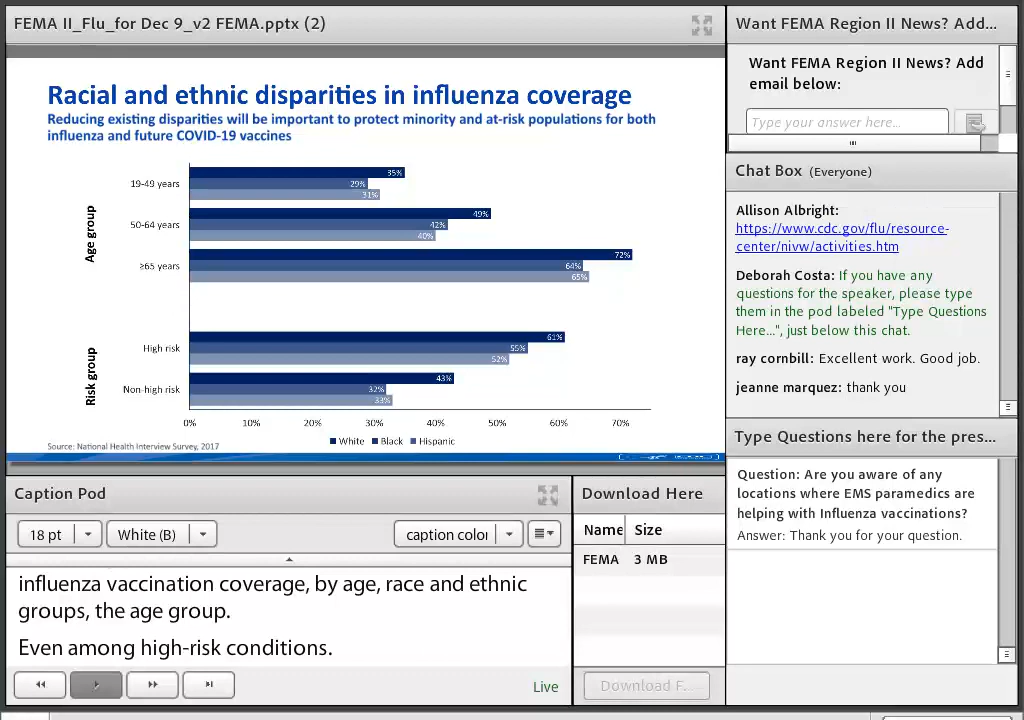 FEMA II_Flu_for Dec 9_v2 FEMA.pptx (2)
Racial and ethnic disparities in influenza coverage
Reducing existing disparities will be important to protect minority and at-risk populations for both
influenza and future COVID-19 vaccines
Age group
19-49 years
35%
29%
31%
50-64 years
49%
42%
40%
≥65 years
72%
64%
65%
Risk group
High risk
61%
55%
52%
Non-high risk
43%
32%
33%
0% 10% 20% 30% 40% 50% 60% 70%
White Black Hispanic
Source: National Health Interview Survey, 2017
Caption Pod
18 pt White (B) caption color
influenza vaccination coverage, by age, race and ethnic
groups, the age group.
Even among high-risk conditions.
Live
Download Here
Name Size
FEMA 3 MB
Download F...
Want FEMA Region II News? Add...
Want FEMA Region II News? Add
email below:
Type your answer here...
Chat Box (Everyone)
Allison Albright:
https://www.cdc.gov/flu/resource-
center/nivw/activities.htm
Deborah Costa: If you have any
questions for the speaker, please type
them in the pod labeled "Type Questions
Here...", just below this chat.
ray cornbill: Excellent work. Good job.
jeanne marquez: thank you
Type Questions here for the pres...
Question: Are you aware of any
locations where EMS paramedics are
helping with Influenza vaccinations?
Answer: Thank you for your question.